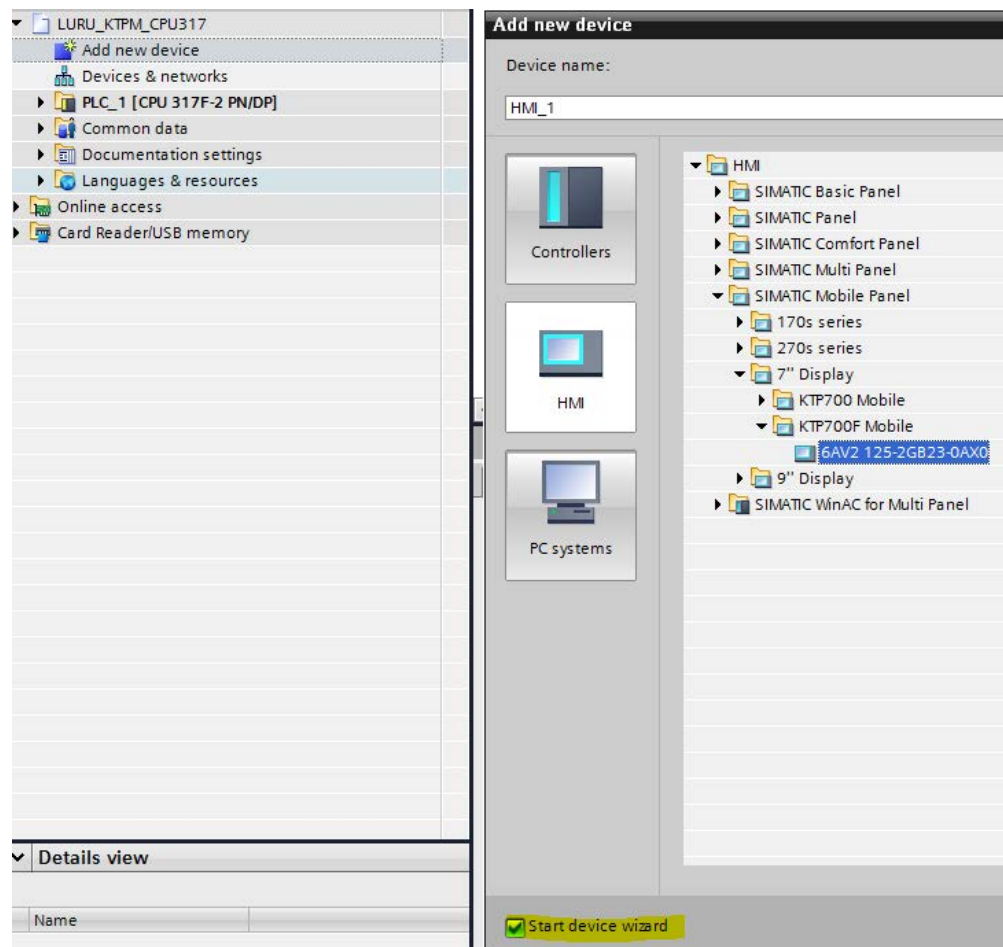 LURU_KTPM_CPU317
Add new device
Devices & networks
PLC_1 [CPU 317F-2 PN/DP]
Common data
Documentation settings
Languages & resources
Online access
Card Reader/USB memory
Details view
Name
Add new device
Device name:
HMI_1
Controllers
HMI
PC systems
HMI
SIMATIC Basic Panel
SIMATIC Panel
SIMATIC Comfort Panel
SIMATIC Multi Panel
SIMATIC Mobile Panel
170s series
270s series
7'' Display
KTP700 Mobile
KTP700F Mobile
6AV2 125-2GB23-0AX0
9'' Display
SIMATIC WinAC for Multi Panel
Start device wizard